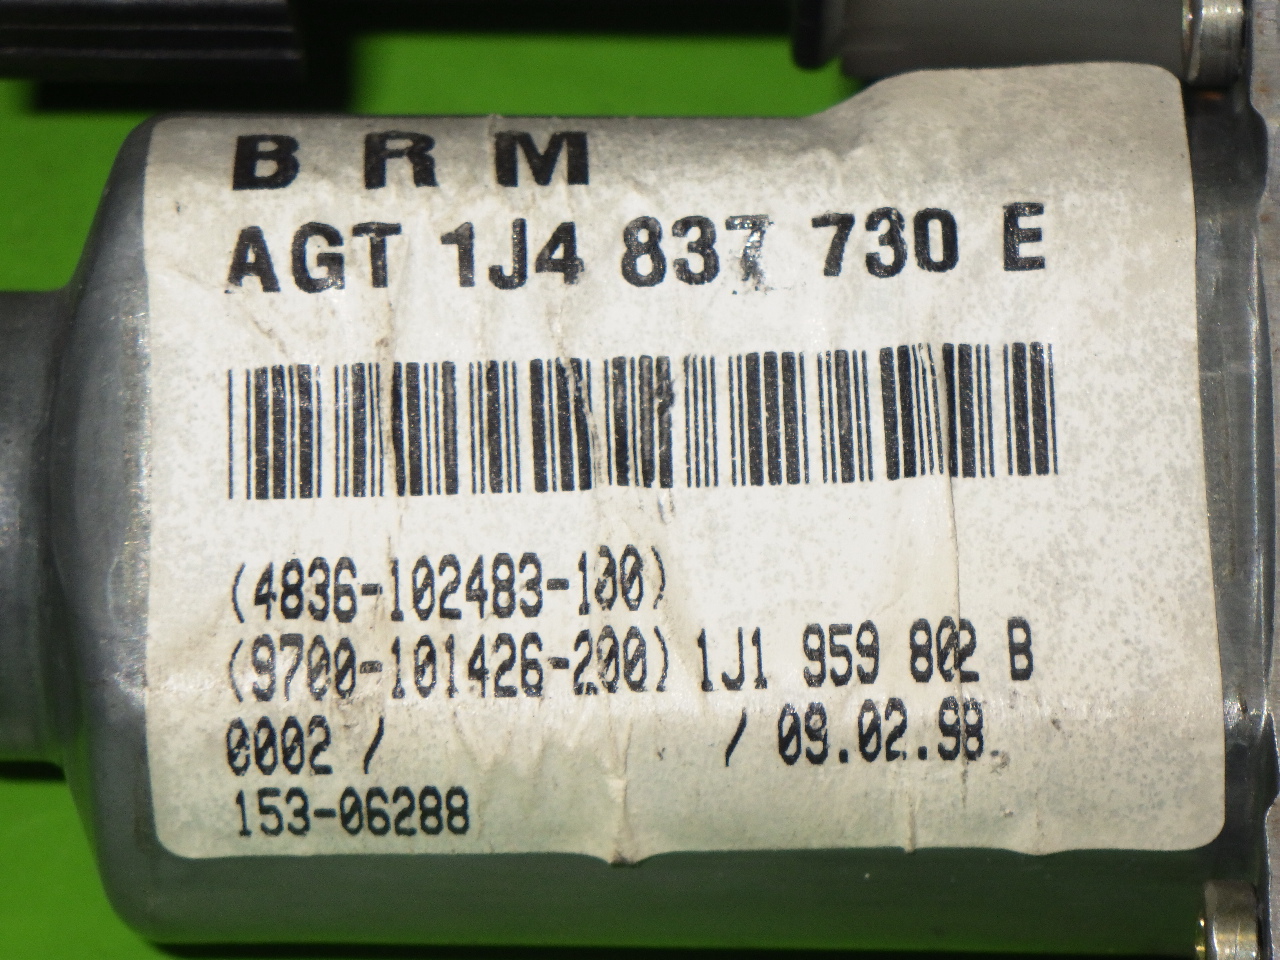 B R M
AGT 1J4 837 730 E
(4836-102483-100)
(9700-101426-200) 1J1 959 802 B
0002 / / 09.02.98
153-06288